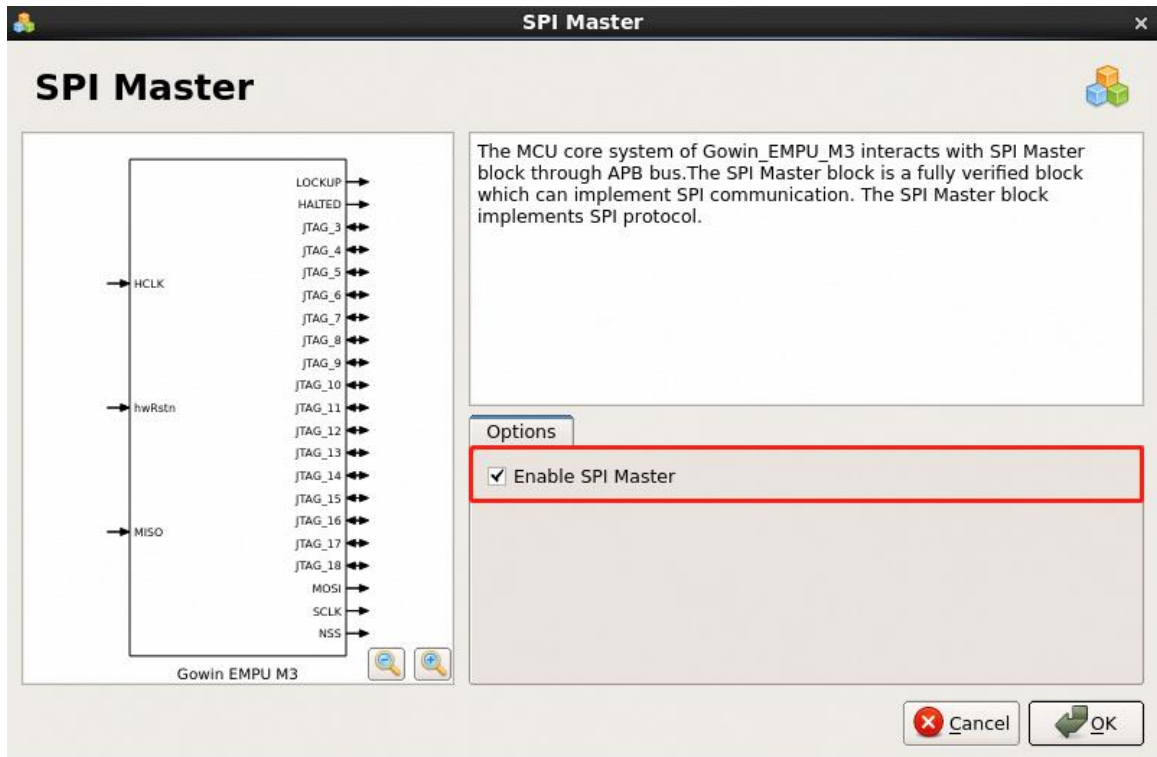 SPI Master
SPI Master
LOCKUP
HALTED
JTAG_3
JTAG_4
JTAG_5
HCLK
JTAG_6
JTAG_7
JTAG_8
JTAG_9
JTAG_10
hwRstn
JTAG_11
JTAG_12
JTAG_13
JTAG_14
JTAG_15
JTAG_16
MISO
JTAG_17
JTAG_18
MOSI
SCLK
NSS
Gowin EMPU M3
The MCU core system of Gowin_EMPU_M3 interacts with SPI Master
block through APB bus.The SPI Master block is a fully verified block
which can implement SPI communication. The SPI Master block
implements SPI protocol.
Options
Enable SPI Master
Cancel
OK